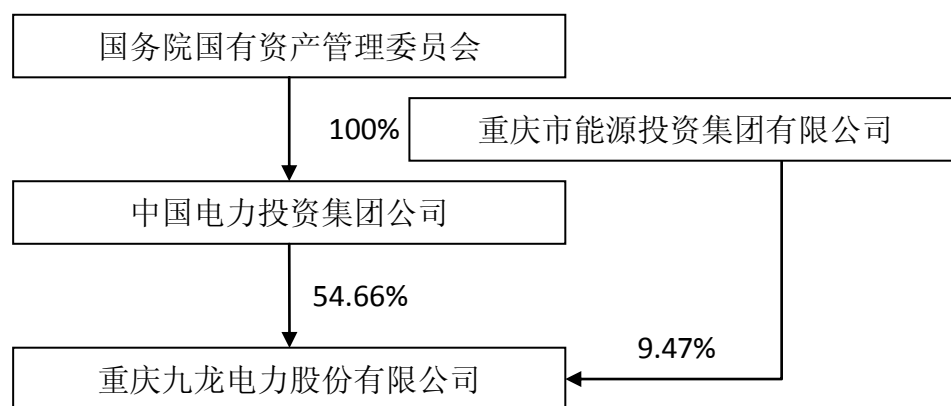 国务院国有资产管理委员会
100%
重庆市能源投资集团有限公司
中国电力投资集团公司
54.66%
9.47%
重庆九龙电力股份有限公司